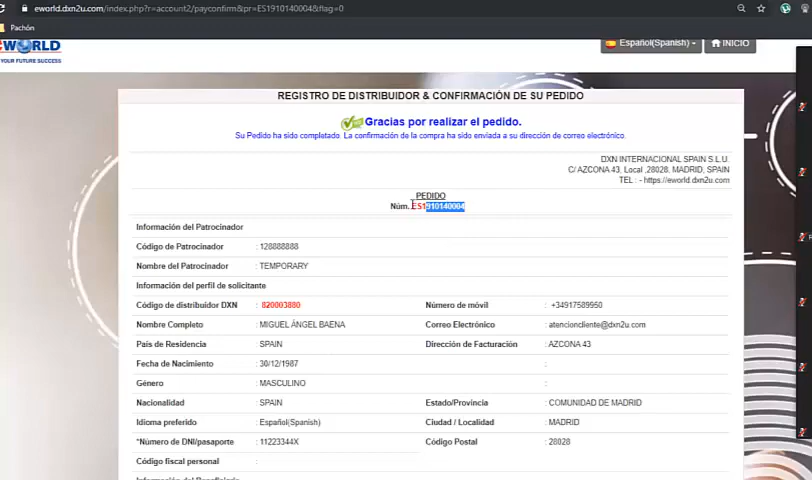 eworld.dxn2u.com/index.php?r=account2/payconfirm&pr=ES1910140004&flag=0
Pachón
WORLD
YOUR FUTURE SUCCESS
Español(Spanish)
INICIO
REGISTRO DE DISTRIBUIDOR & CONFIRMACIÓN DE SU PEDIDO
Gracias por realizar el pedido.
Su Pedido ha sido completado. La confirmación de la compra ha sido enviada a su dirección de correo electrónico.
DXN INTERNACIONAL SPAIN S.L.U.
C/ AZCONA 43, Local ,28028, MADRID, SPAIN
TEL : - https://eworld.dxn2u.com
PEDIDO
Núm. ES1910140004
Información del Patrocinador
Código de Patrocinador : 128888888
Nombre del Patrocinador : TEMPORARY
Información del perfil de solicitante
Código de distribuidor DXN : 820003880 Número de móvil : +34917589950
Nombre Completo : MIGUEL ÁNGEL BAENA Correo Electrónico : atencioncliente@dxn2u.com
País de Residencia : SPAIN Dirección de Facturación : AZCONA 43
Fecha de Nacimiento : 30/12/1987 :
Género : MASCULINO :
Nacionalidad : SPAIN Estado/Provincia : COMUNIDAD DE MADRID
Idioma preferido : Español(Spanish) Ciudad / Localidad : MADRID
*Número de DNI/pasaporte : 11223344X Código Postal : 28028
Código fiscal personal :
Información del Beneficiario